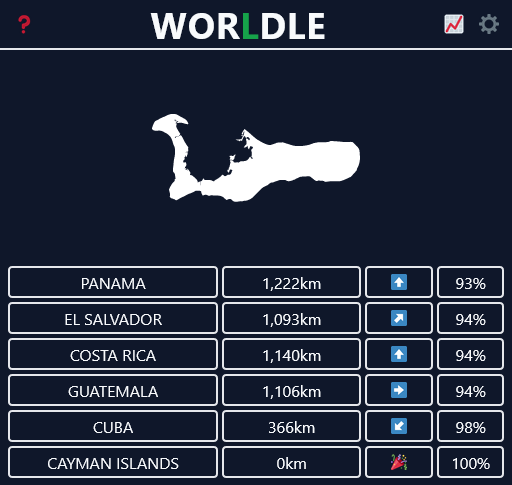 ?
WORLDLE
PANAMA 1,222km ⬆️ 93%
EL SALVADOR 1,093km ↗️ 94%
COSTA RICA 1,140km ⬆️ 94%
GUATEMALA 1,106km ➡️ 94%
CUBA 366km ↙️ 98%
CAYMAN ISLANDS 0km 🎉 100%